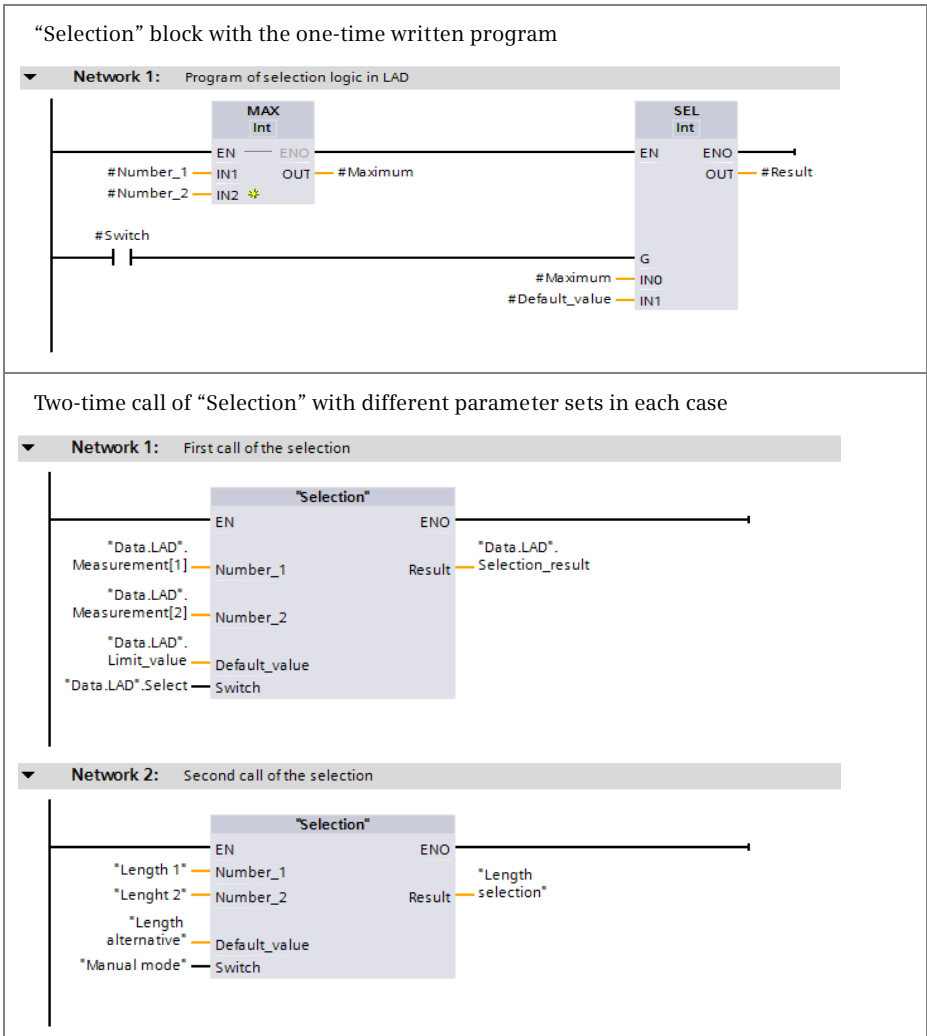 “Selection” block with the one-time written program
Network 1: Program of selection logic in LAD
MAX
Int
SEL
Int
EN ENO
EN ENO
#Number_1 IN1 OUT #Maximum
OUT #Result
#Number_2 IN2
#Switch
G
#Maximum IN0
#Default_value IN1
Two-time call of “Selection” with different parameter sets in each case
Network 1: First call of the selection
"Selection"
EN ENO
"Data.LAD".
Measurement[1] Number_1
"Data.LAD".
Result Selection_result
"Data.LAD".
Measurement[2] Number_2
"Data.LAD".
Limit_value Default_value
"Data.LAD".Select Switch
Network 2: Second call of the selection
"Selection"
EN ENO
"Length 1" Number_1
"Lenght 2" Number_2
"Length
Result selection"
"Length
alternative" Default_value
"Manual mode" Switch